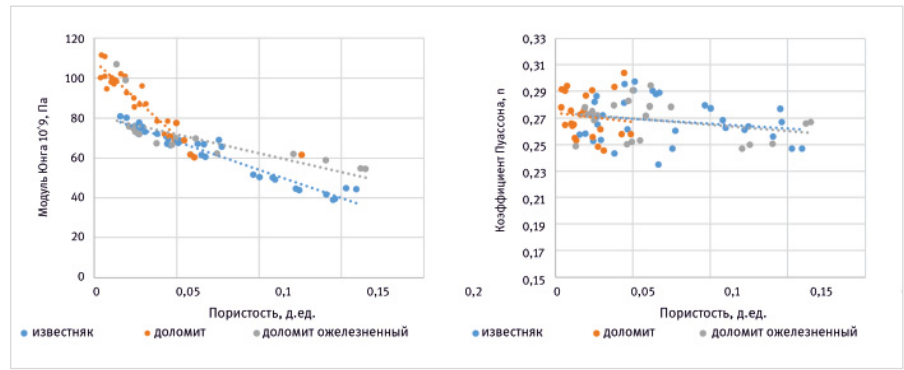 120
100
80
60
40
20
0
Модуль Юнга 10^9, Па
0 0,05 0,1 0,15 0,2
Пористость, д.ед.
известняк доломит доломит ожелезненный
0,33
0,31
0,29
0,27
0,25
0,23
0,21
0,19
0,17
0,15
Коэффициент Пуассона, п
0 0,05 0,1 0,15
Пористость, д.ед.
известняк доломит доломит ожелезненный